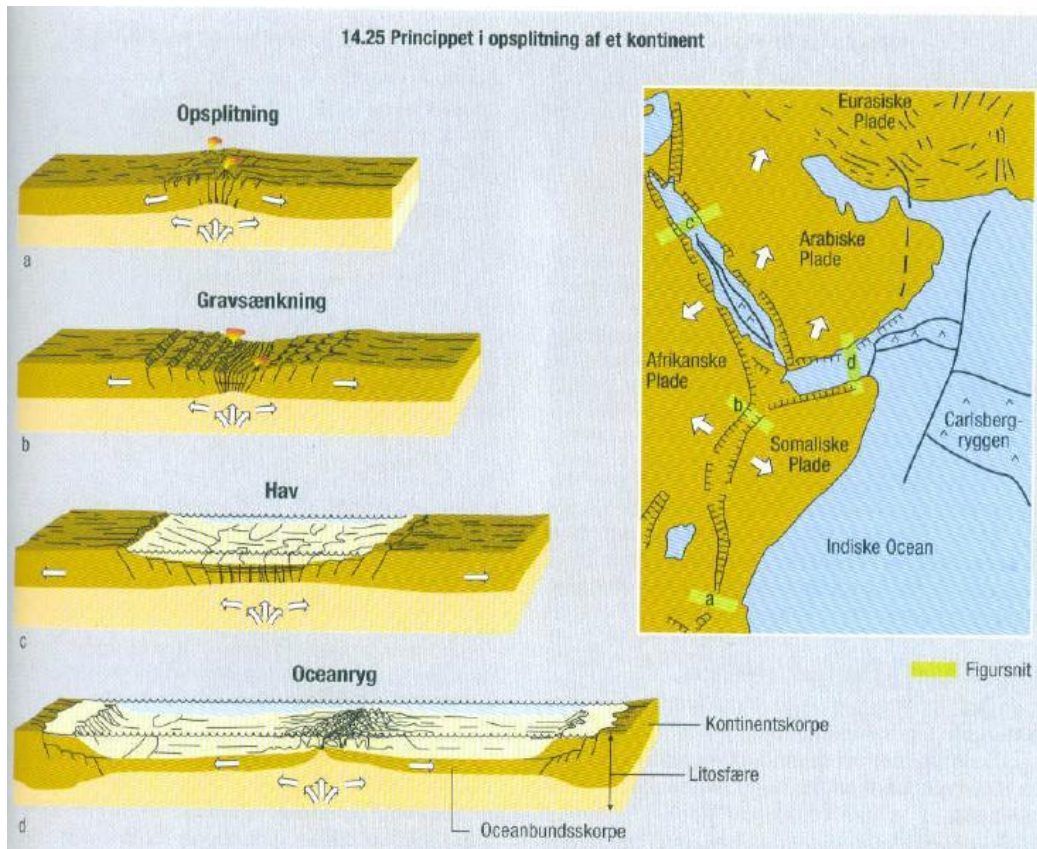 14.25 Princippet i opsplitning af et kontinent
Opsplitning
a
Gravsænkning
b
Hav
c
Oceanryg
d
Kontinentskorpe
Litosfære
Oceanbundsskorpe
Eurasiske
Plade
c
Arabiske
Plade
Afrikanske
Plade
d
b
Somaliske
Plade
Carlsberg-
ryggen
Indiske Ocean
a
Figursnit